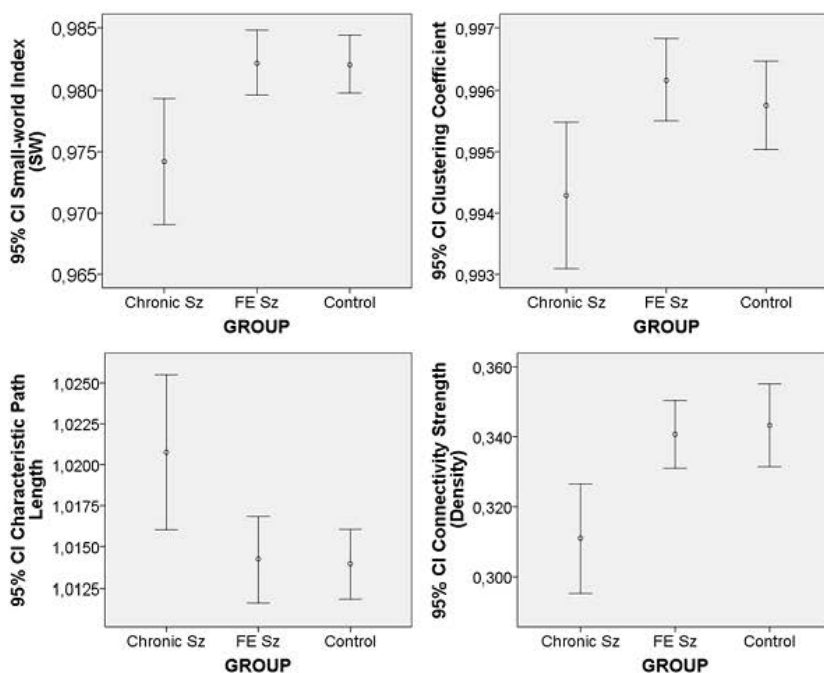 95% CI Small-world Index
(SW)
0,985
0,980
0,975
0,970
0,965
Chronic Sz
FE Sz
Control
GROUP
95% CI Clustering Coefficient
0,997
0,996
0,995
0,994
0,993
Chronic Sz
FE Sz
Control
GROUP
95% CI Characteristic Path
Length
1,0250
1,0225
1,0200
1,0175
1,0150
1,0125
Chronic Sz
FE Sz
Control
GROUP
95% CI Connectivity Strength
(Density)
0,360
0,340
0,320
0,300
Chronic Sz
FE Sz
Control
GROUP